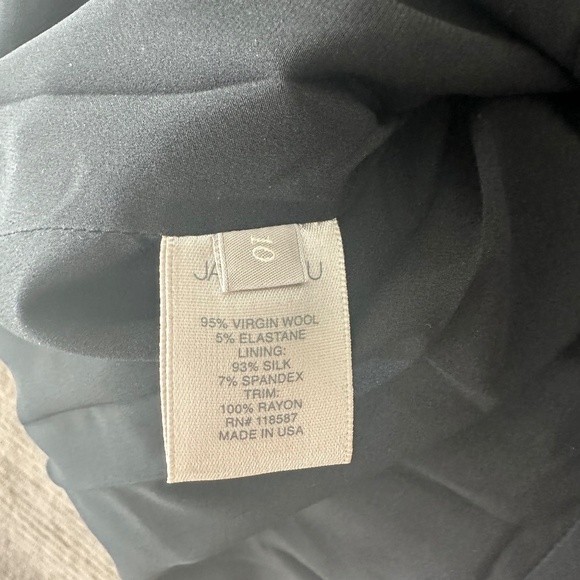 10
95% VIRGIN WOOL
5% ELASTANE
LINING:
93% SILK
7% SPANDEX
TRIM:
100% RAYON
RN# 118587
MADE IN USA